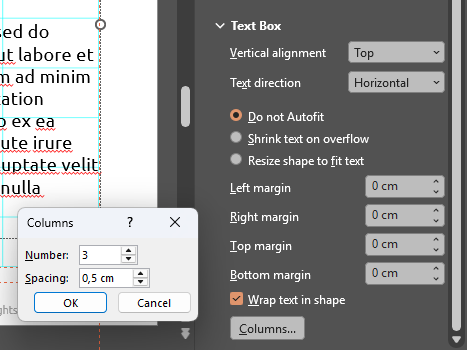 sed do
ut labore et
m ad minim
tation
o ex ea
ute irure
uptate velit
nulla
Columns
?
Number: 3
Spacing: 0,5 cm
OK Cancel
ghts
Text Box
Vertical alignment Top
Text direction Horizontal
Do not Autofit
Shrink text on overflow
Resize shape to fit text
Left margin 0 cm
Right margin 0 cm
Top margin 0 cm
Bottom margin 0 cm
Wrap text in shape
Columns...